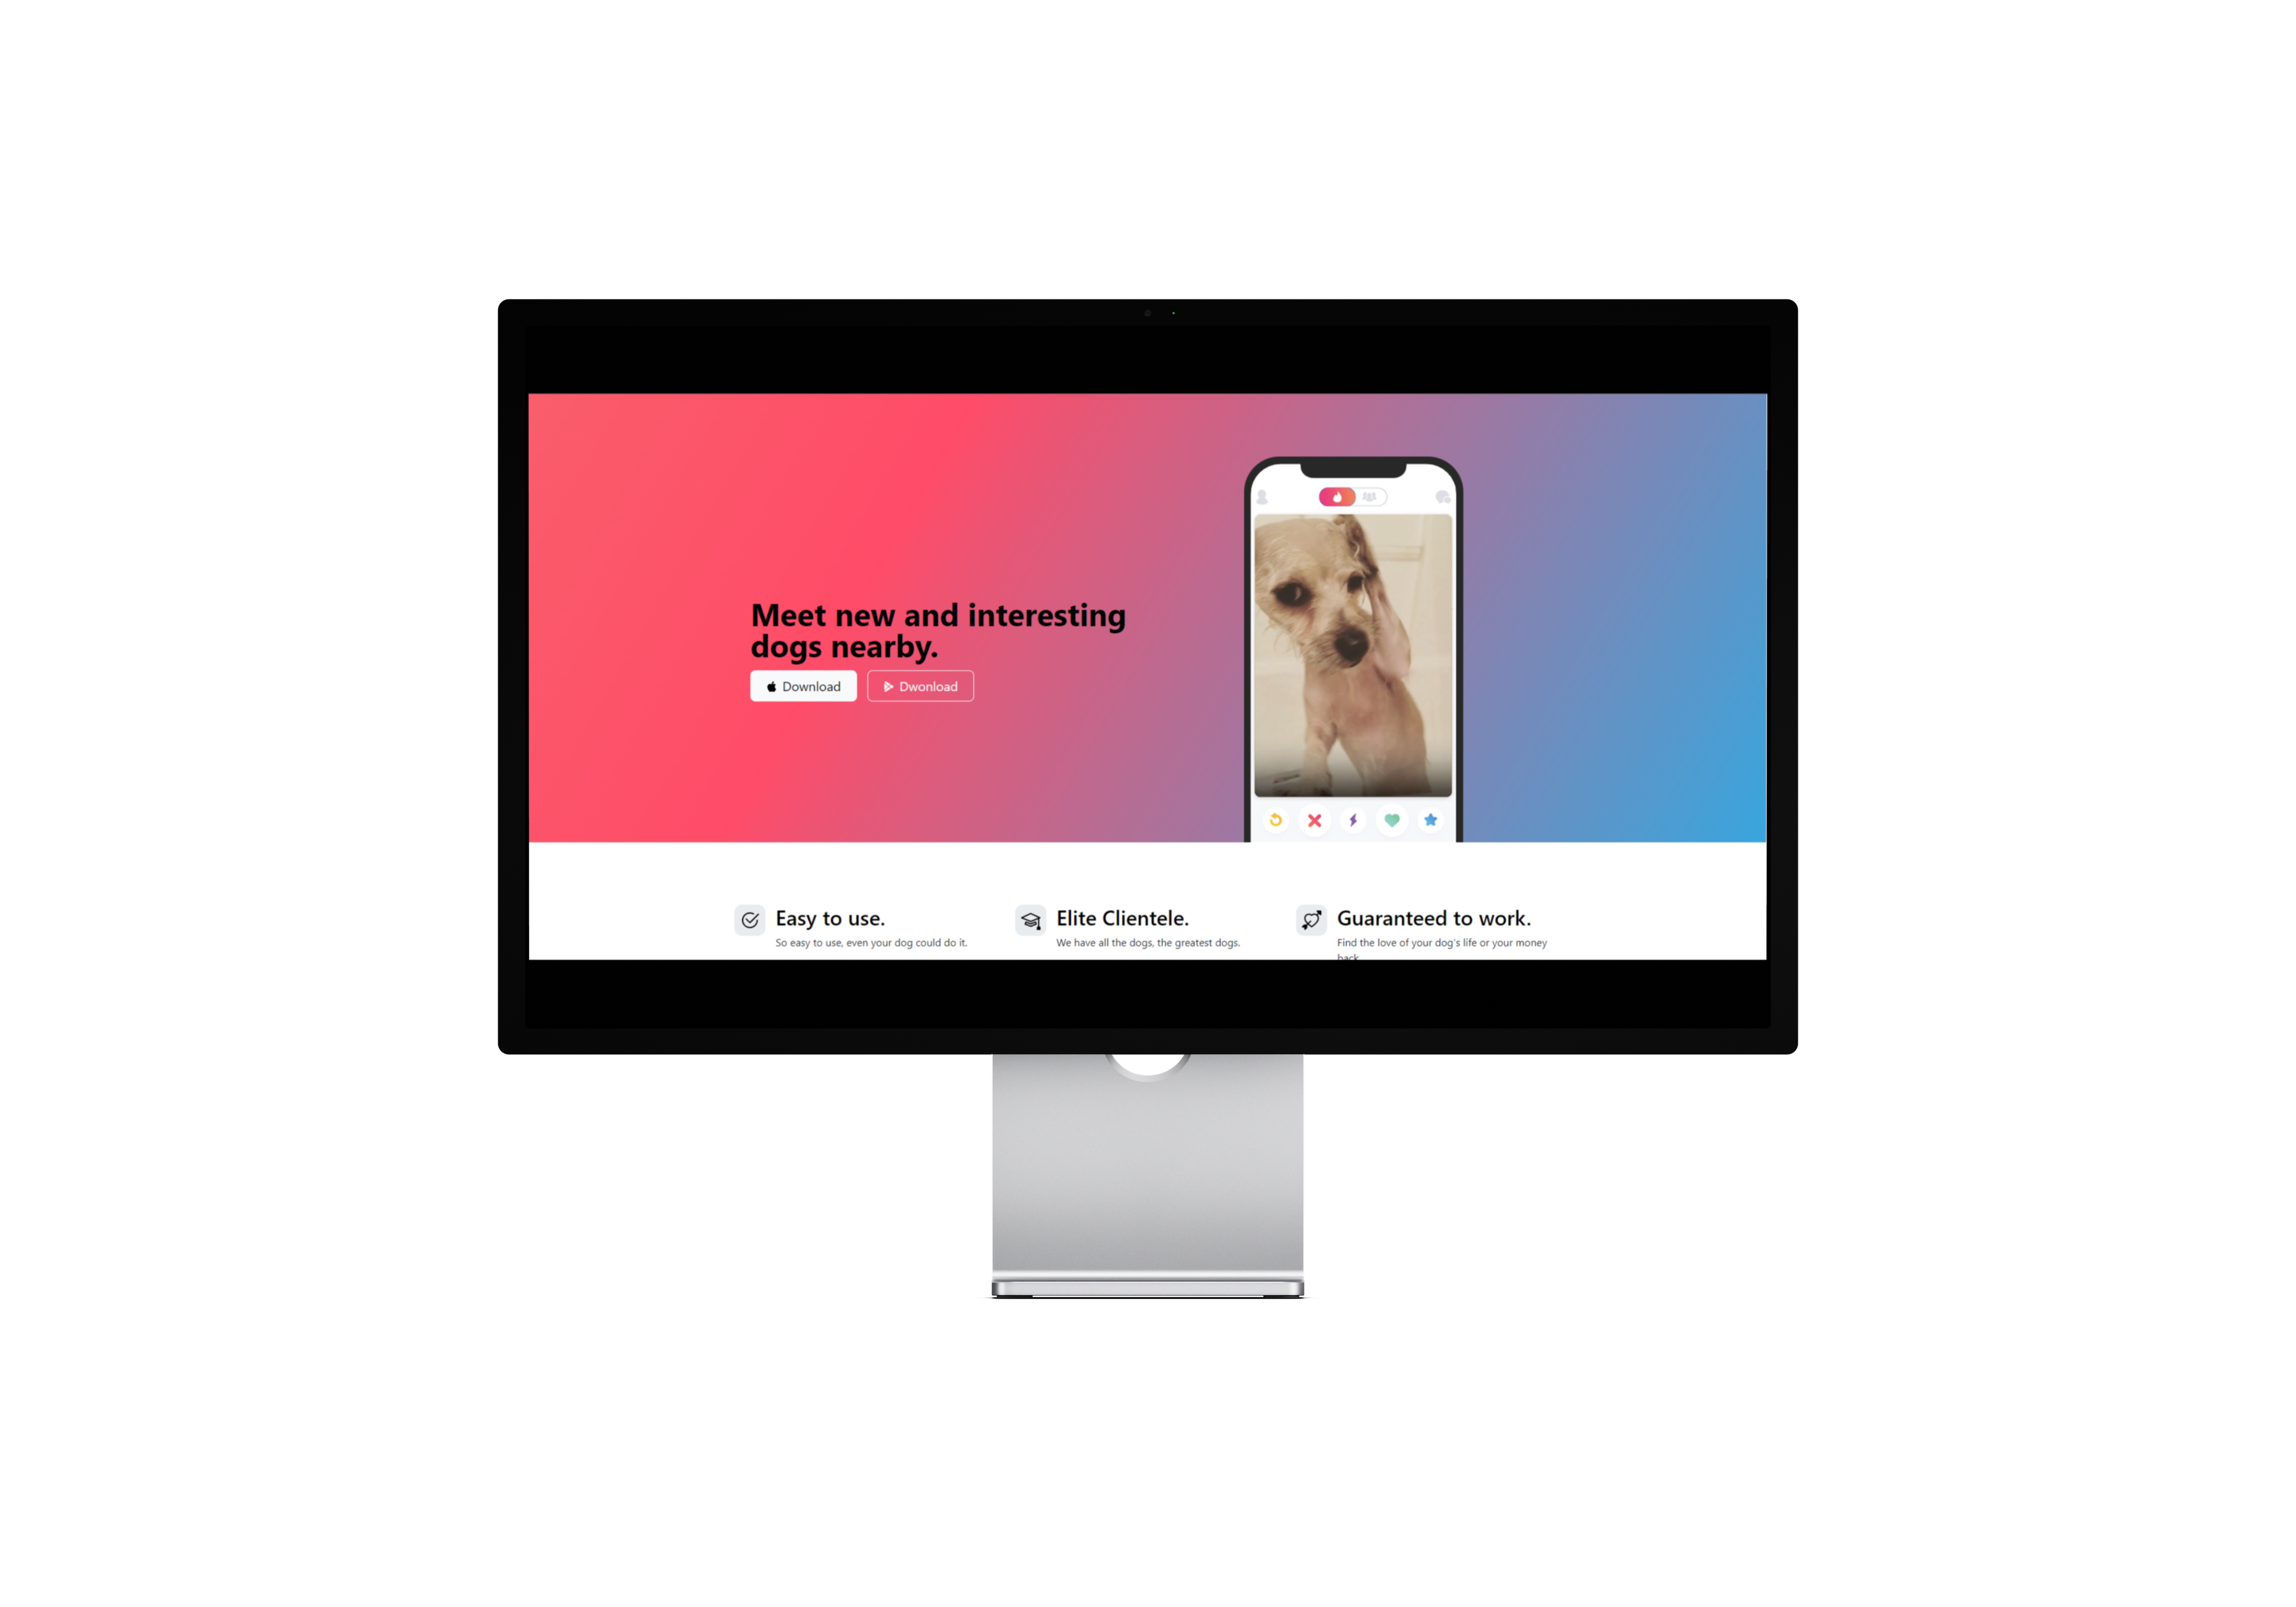 Meet new and interesting
dogs nearby.
Download
Dwonload
Easy to use.
So easy to use, even your dog could do it.
Elite Clientele.
We have all the dogs, the greatest dogs.
Guaranteed to work.
Find the love of your dog's life or your money
back